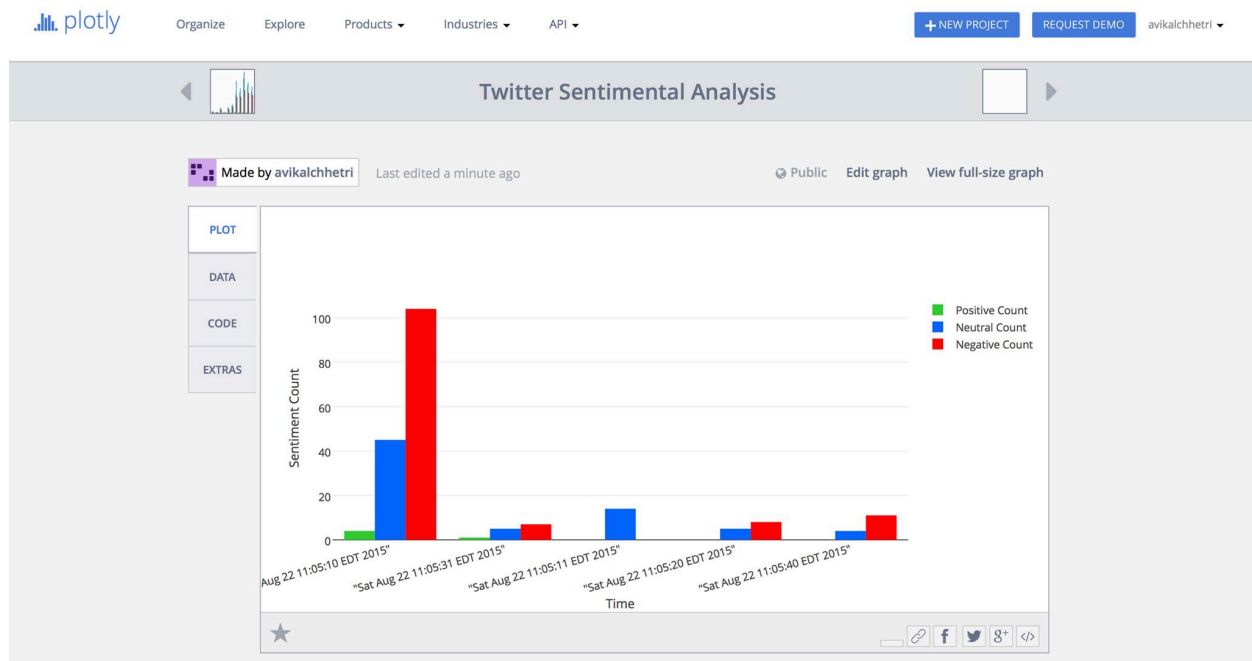 plotly
Organize Explore Products Industries API
+ NEW PROJECT REQUEST DEMO avikalchhetri
Twitter Sentimental Analysis
Made by avikalchhetri Last edited a minute ago Public Edit graph View full-size graph
PLOT
DATA
CODE
EXTRAS
Positive Count
Neutral Count
Negative Count
100
80
60
40
20
0
Sentiment Count
Aug 22 11:05:10 EDT 2015"
"Sat Aug 22 11:05:31 EDT 2015"
"Sat Aug 22 11:05:11 EDT 2015"
"Sat Aug 22 11:05:20 EDT 2015"
"Sat Aug 22 11:05:40 EDT 2015"
Time
f g+ </>